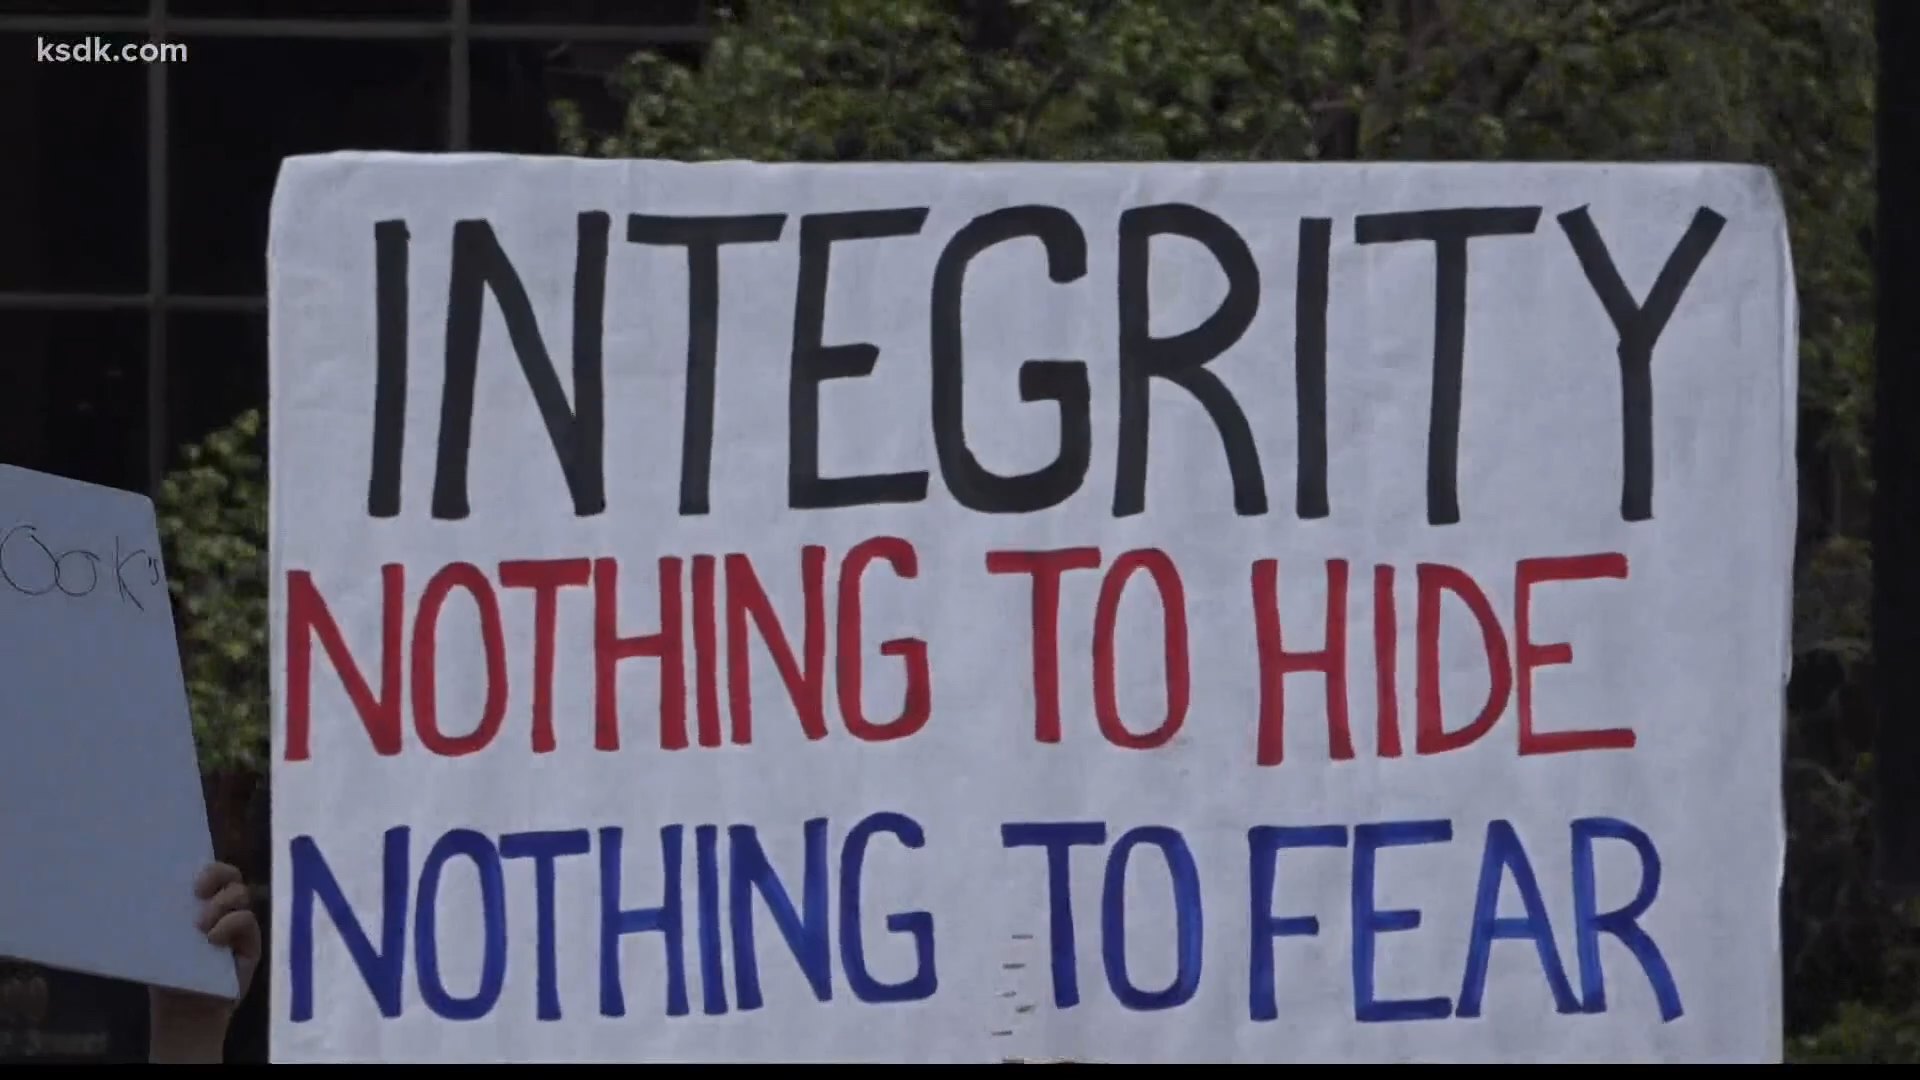 ksdk.com
INTEGRITY
NOTHING TO HIDE
NOTHING TO FEAR